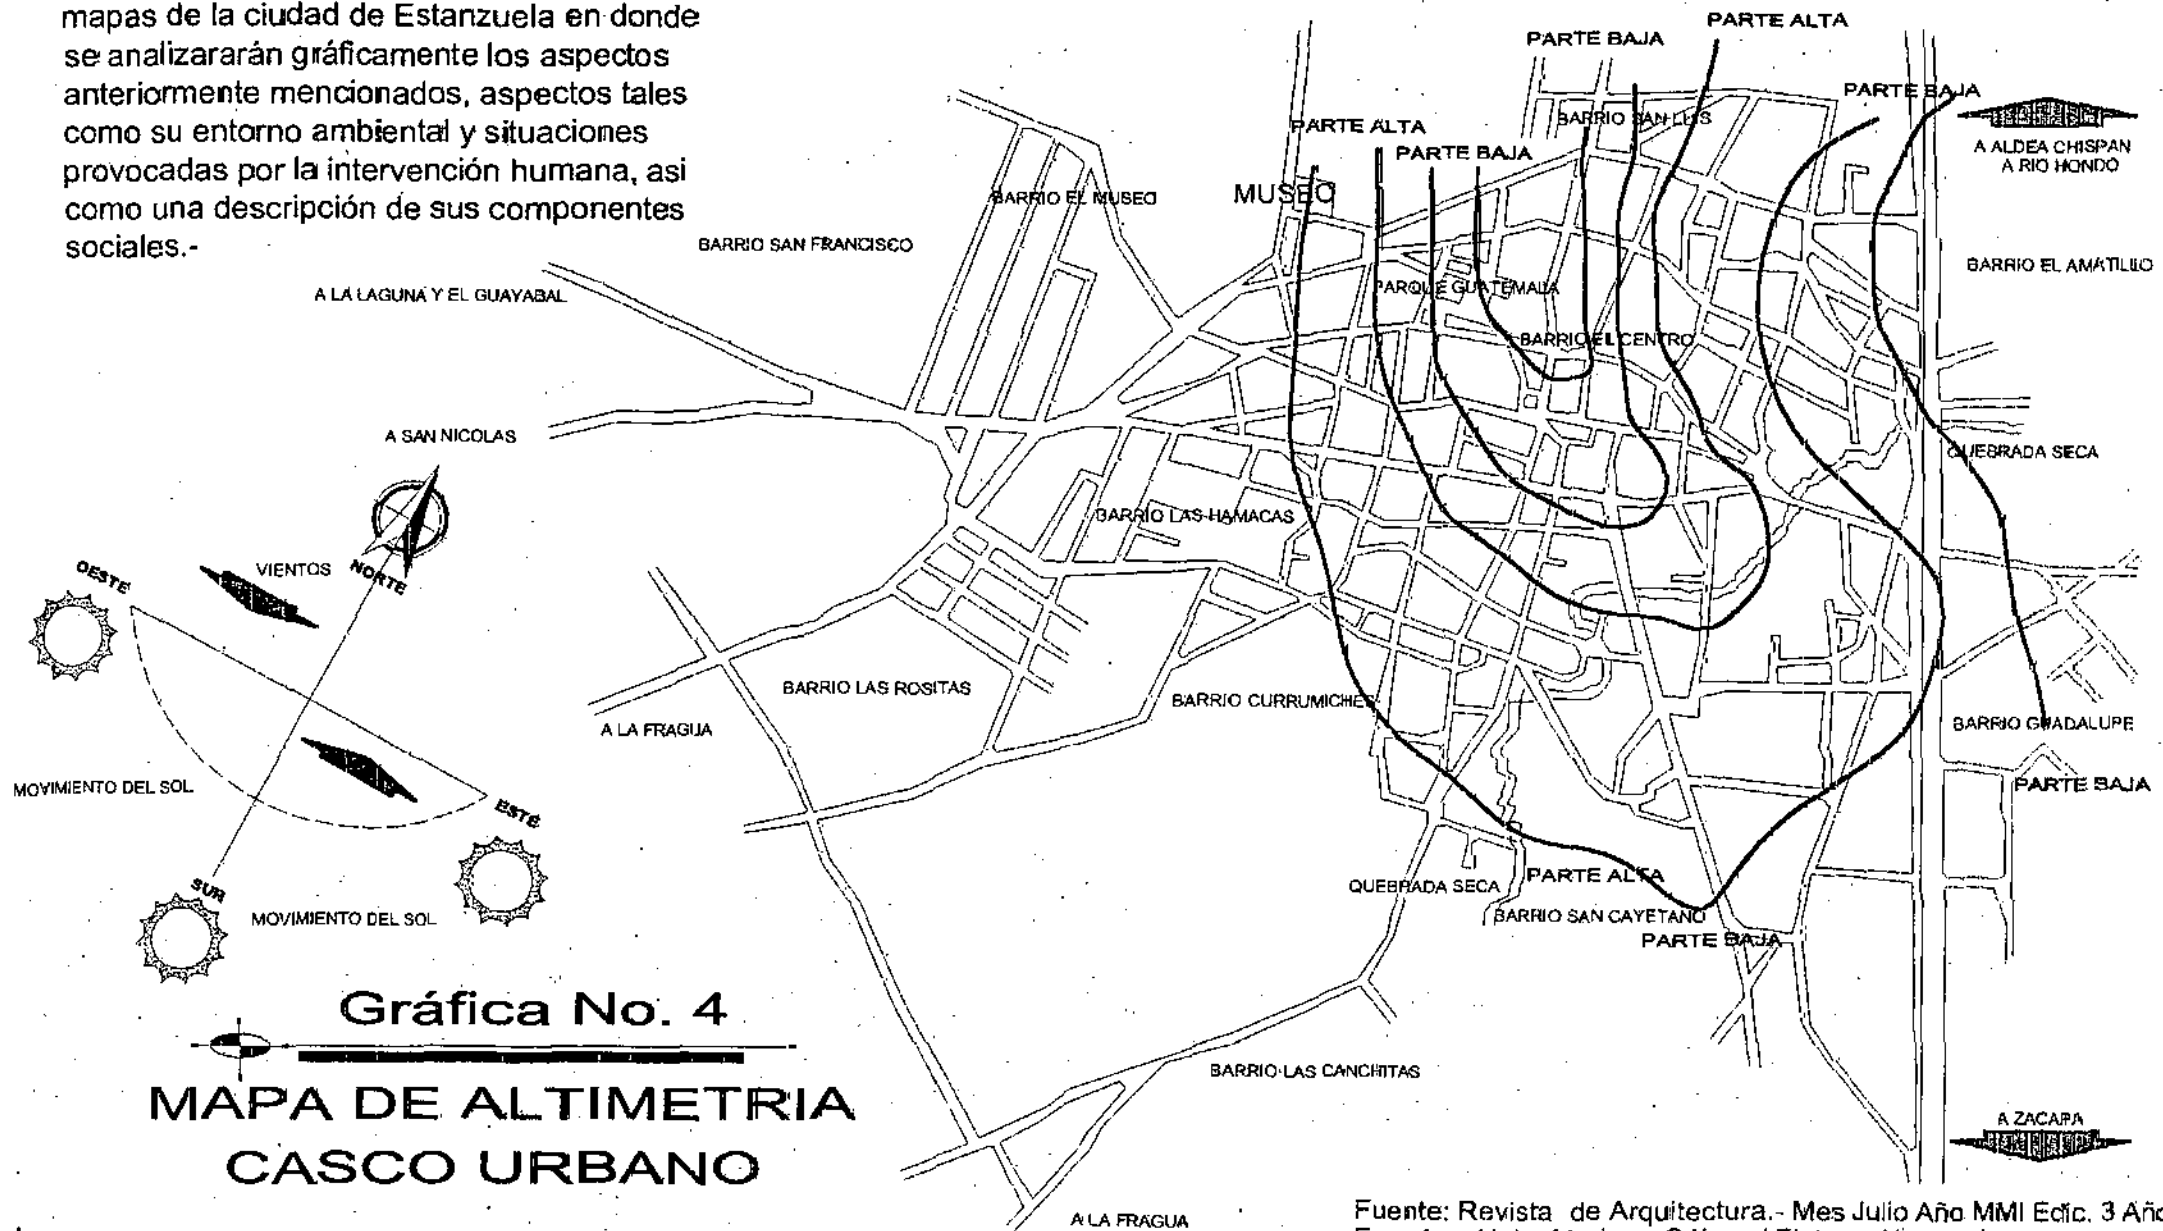 mapas de la ciudad de Estanzuela en donde
se analizararán gráficamente los aspectos
anteriormente mencionados, aspectos tales
como su entorno ambiental y situaciones
provocadas por la intervención humana, asi
como una descripción de sus componentes
sociales.-
PARTE ALTA
PARTE BAJA
PARTE BAJA
BARRIO SAN LUIS
PARTE ALTA
PARTE BAJA
A ALDEA CHISPAN
A RIO HONDO
BARRIO EL MUSEO
MUSEO
BARRIO SAN FRANCISCO
BARRIO EL AMATILLO
A LA LAGUNA Y EL GUAYABAL
PARQUE GUATEMALA
BARRIO EL CENTRO
A SAN NICOLAS
QUEBRADA SECA
BARRIO LAS HAMACAS
OESTE
VIENTOS
NORTE
BARRIO LAS ROSITAS
BARRIO CURRUMICHE
A LA FRAGUA
BARRIO GUADALUPE
MOVIMIENTO DEL SOL
PARTE BAJA
ESTE
SUR
MOVIMIENTO DEL SOL
QUEBRADA SECA
PARTE ALTA
BARRIO SAN CAYETANO
PARTE BAJA
Gráfica No. 4
MAPA DE ALTIMETRIA
CASCO URBANO
BARRIO LAS CANCHITAS
A ZACAPA
A LA FRAGUA
Fuente: Revista de Arquitectura.- Mes Julio Año MMI Edic. 3 Año